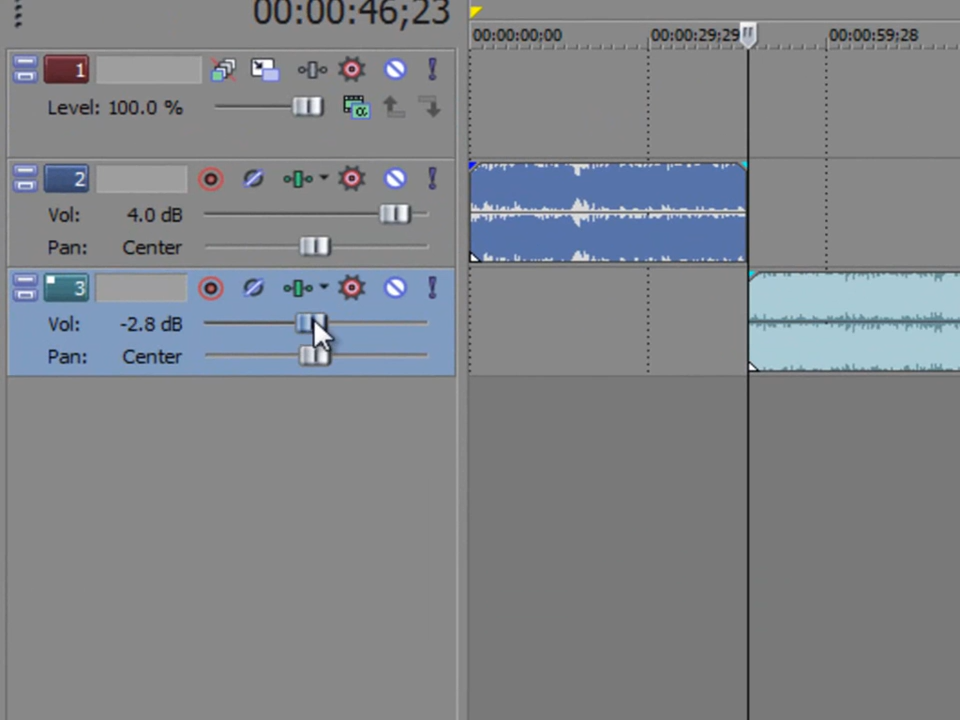 00:00:46;23
00:00:00;00 00:00:29;29 00:00:59;28
1
Level: 100.0 %
2
Vol: 4.0 dB
Pan: Center
3
Vol: -2.8 dB
Pan: Center